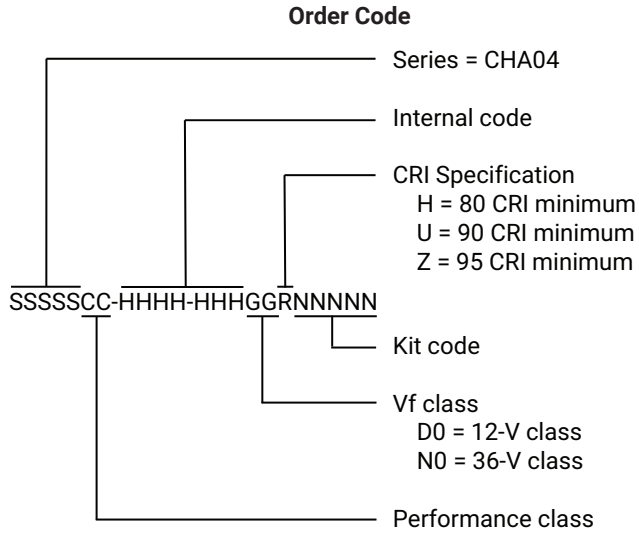 Order Code
Series = CHA04
Internal code
CRI Specification
H = 80 CRI minimum
U = 90 CRI minimum
Z = 95 CRI minimum
SSSSSCC-HHHH-HHHGGRNNNNN
Kit code
Vf class
D0 = 12-V class
N0 = 36-V class
Performance class